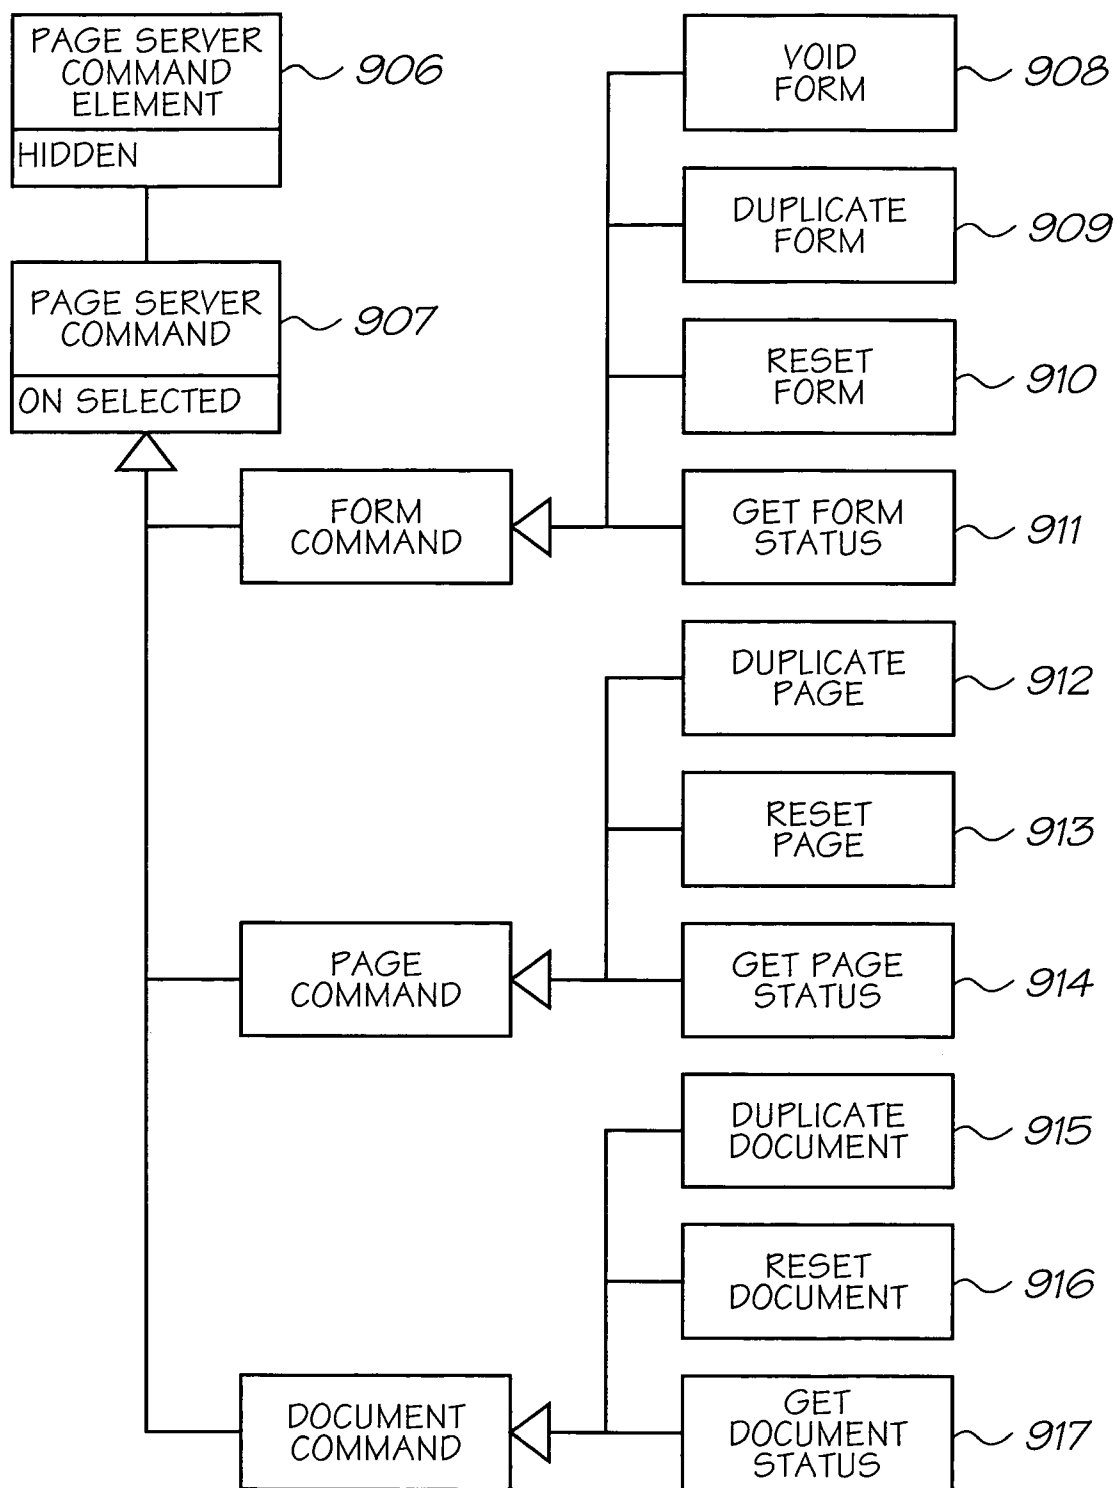 PAGE SERVER
COMMAND
ELEMENT
906
HIDDEN
PAGE SERVER
COMMAND
907
ON SELECTED
VOID
FORM
908
DUPLICATE
FORM
909
RESET
FORM
910
FORM
COMMAND
GET FORM
STATUS
911
DUPLICATE
PAGE
912
RESET
PAGE
913
PAGE
COMMAND
GET PAGE
STATUS
914
DUPLICATE
DOCUMENT
915
RESET
DOCUMENT
916
DOCUMENT
COMMAND
GET
DOCUMENT
STATUS
917